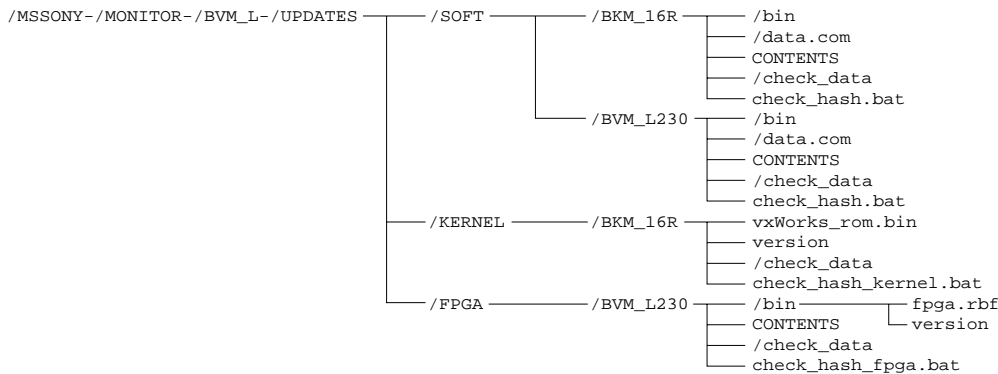 /MSSONY-/MONITOR-/BVM_L-/UPDATES /SOFT /BKM_16R /bin
/data.com
CONTENTS
/check_data
check_hash.bat
/BVM_L230 /bin
/data.com
CONTENTS
/check_data
check_hash.bat
/KERNEL /BKM_16R vxWorks_rom.bin
version
/check_data
check_hash_kernel.bat
/FPGA /BVM_L230 /bin fpga.rbf
CONTENTS version
/check_data
check_hash_fpga.bat